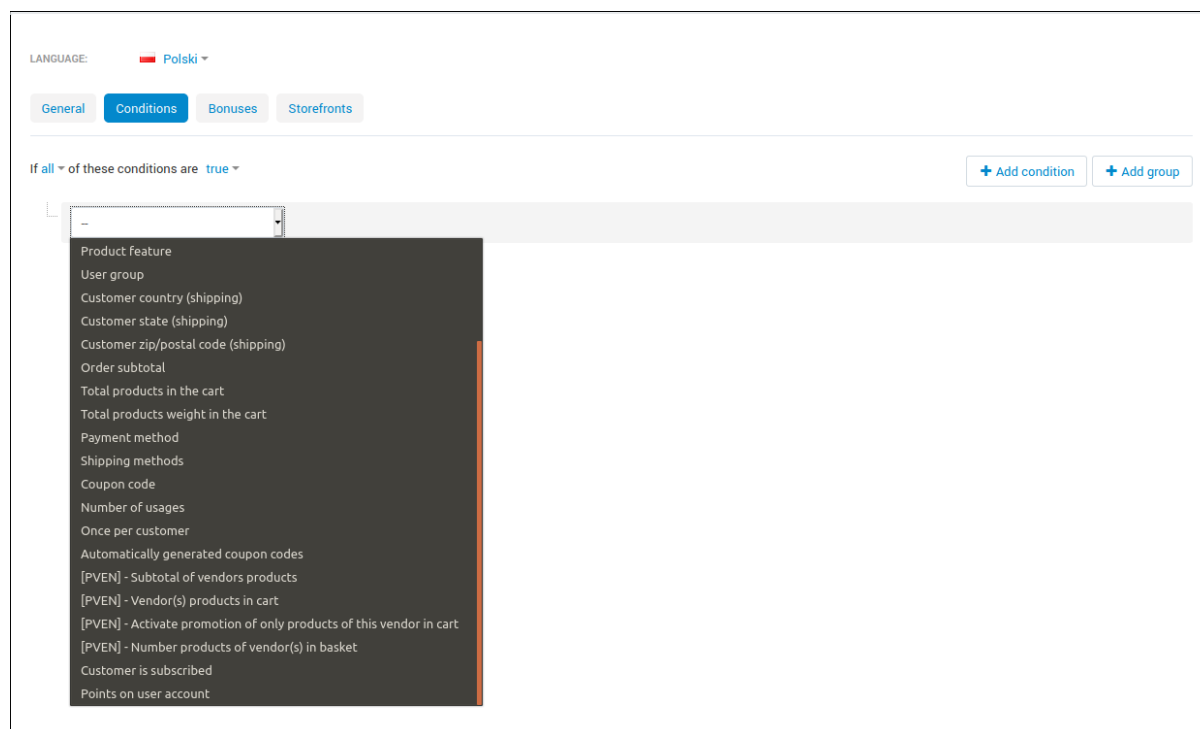 LANGUAGE: Polski
General Conditions Bonuses Storefronts
If all of these conditions are true + Add condition + Add group
--
Product feature
User group
Customer country (shipping)
Customer state (shipping)
Customer zip/postal code (shipping)
Order subtotal
Total products in the cart
Total products weight in the cart
Payment method
Shipping methods
Coupon code
Number of usages
Once per customer
Automatically generated coupon codes
[PVEN] - Subtotal of vendors products
[PVEN] - Vendor(s) products in cart
[PVEN] - Activate promotion of only products of this vendor in cart
[PVEN] - Number products of vendor(s) in basket
Customer is subscribed
Points on user account